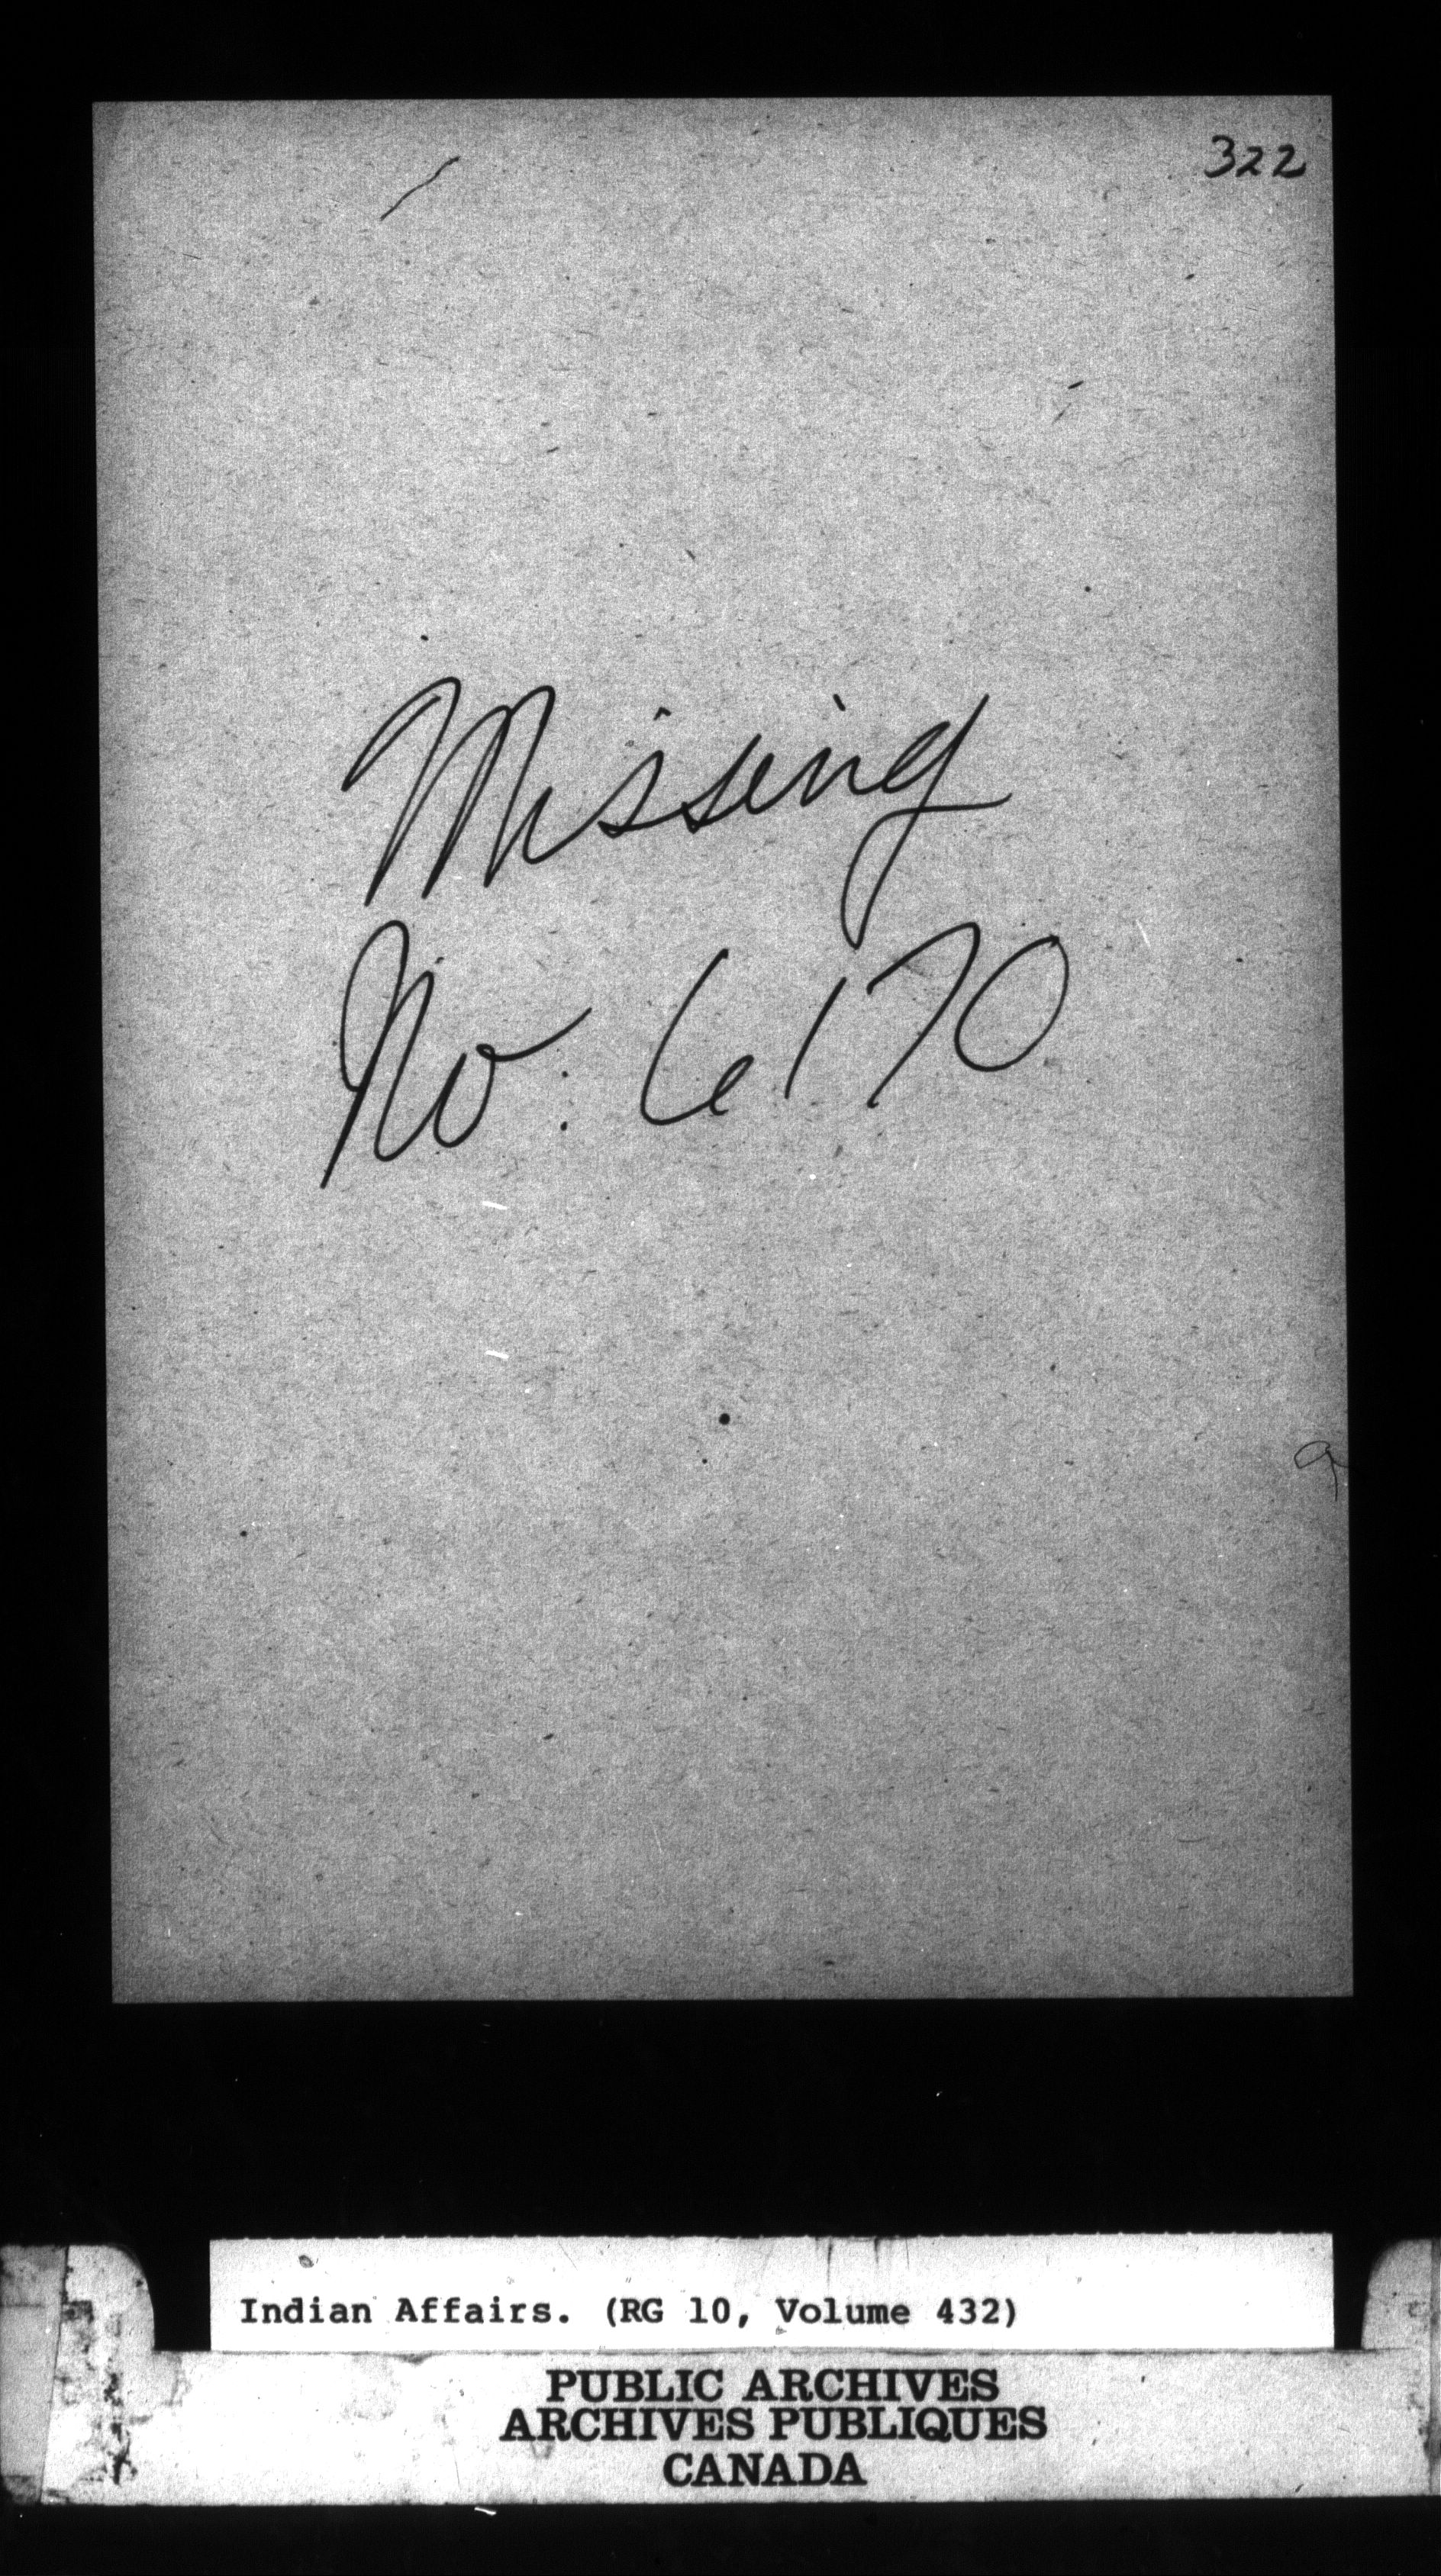 322
Missing
No: 6170
Indian Affairs. (RG 10, Volume 432)
PUBLIC ARCHIVES
ARCHIVES PUBLIQUES
CANADA